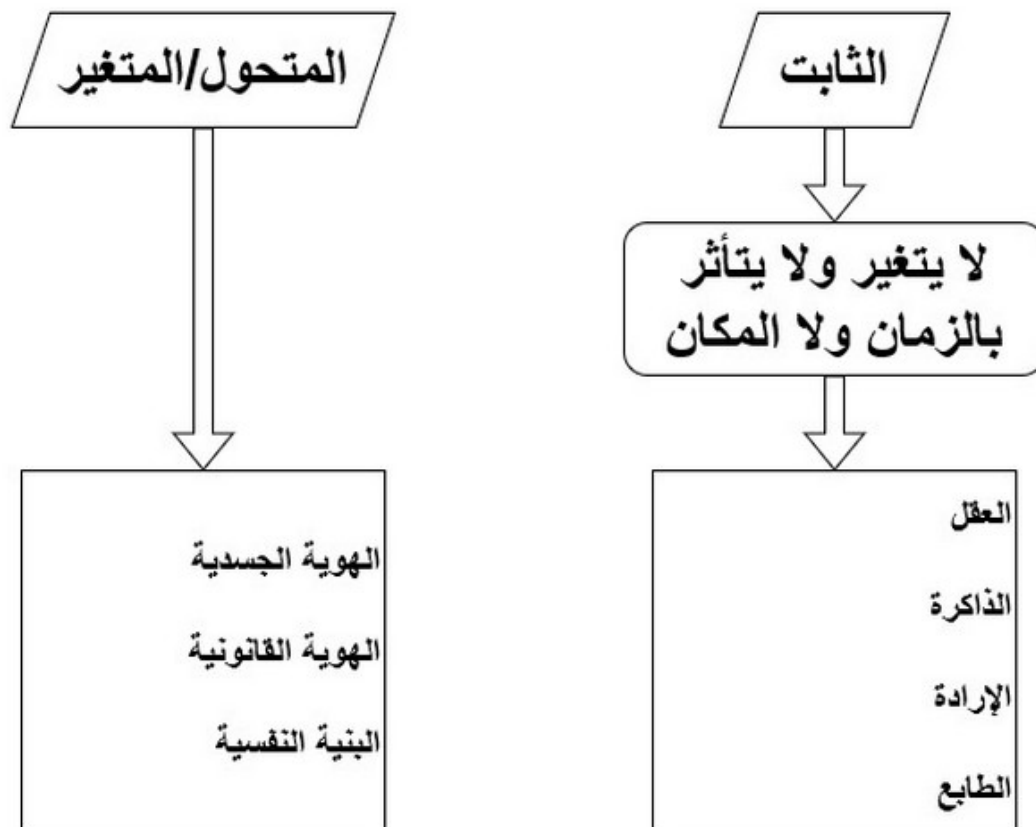 الثابت
لا يتغير ولا يتأثر
بالزمان ولا المكان
العقل
الذاكرة
الإرادة
الطابع
المتحول/المتغير
الهوية الجسدية
الهوية القانونية
البنية النفسية